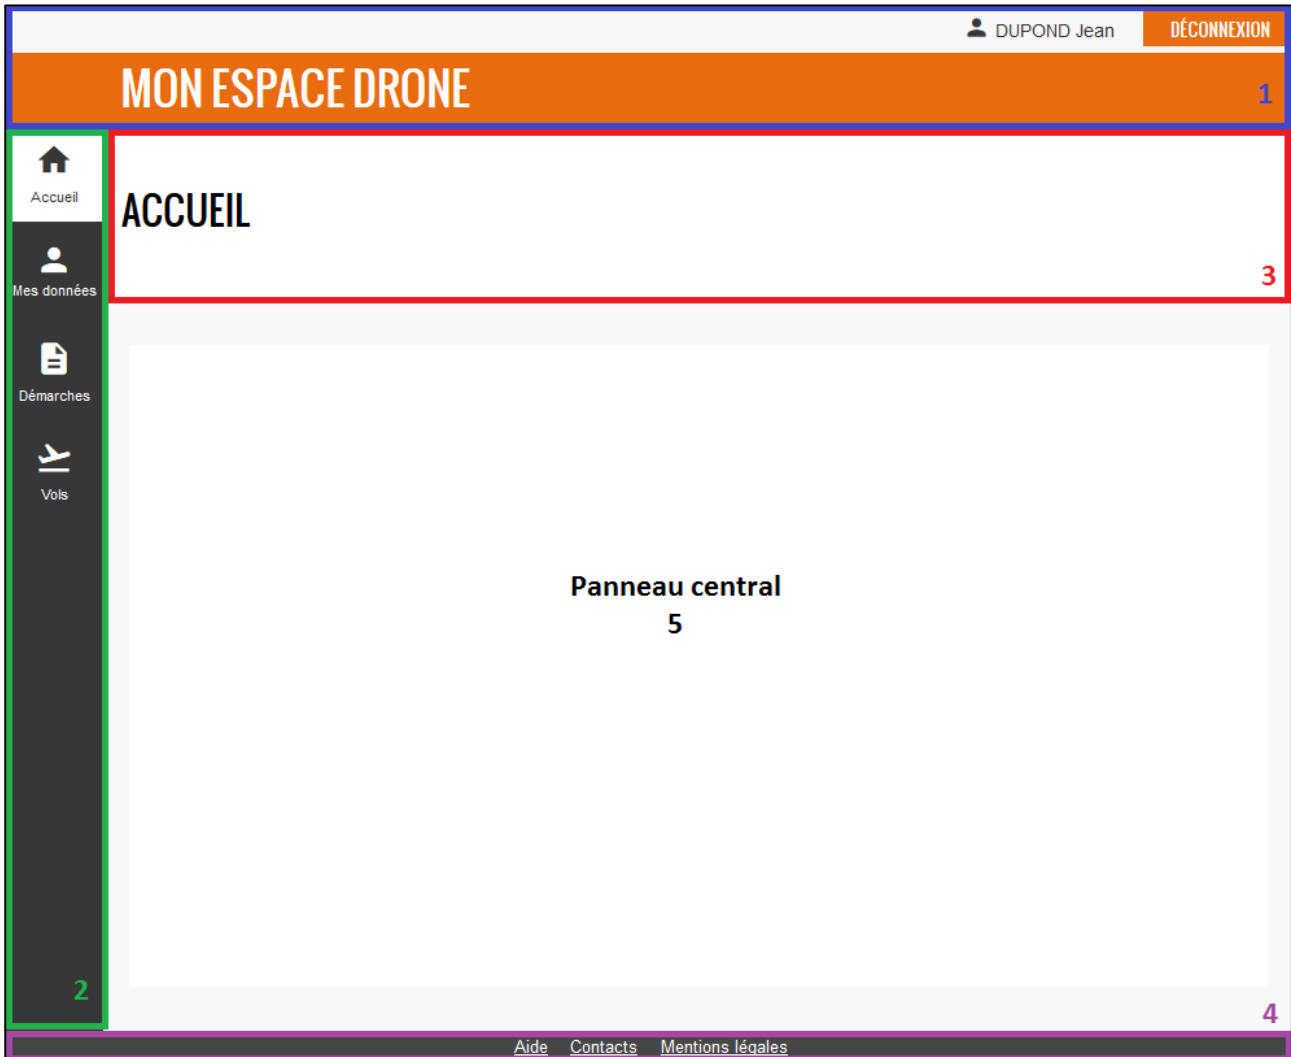 DUPOND Jean DÉCONNEXION
MON ESPACE DRONE 1
Accueil
ACCUEIL
Mes données
3
Démarches
Vols
Panneau central
5
2
4
Aide Contacts Mentions légales